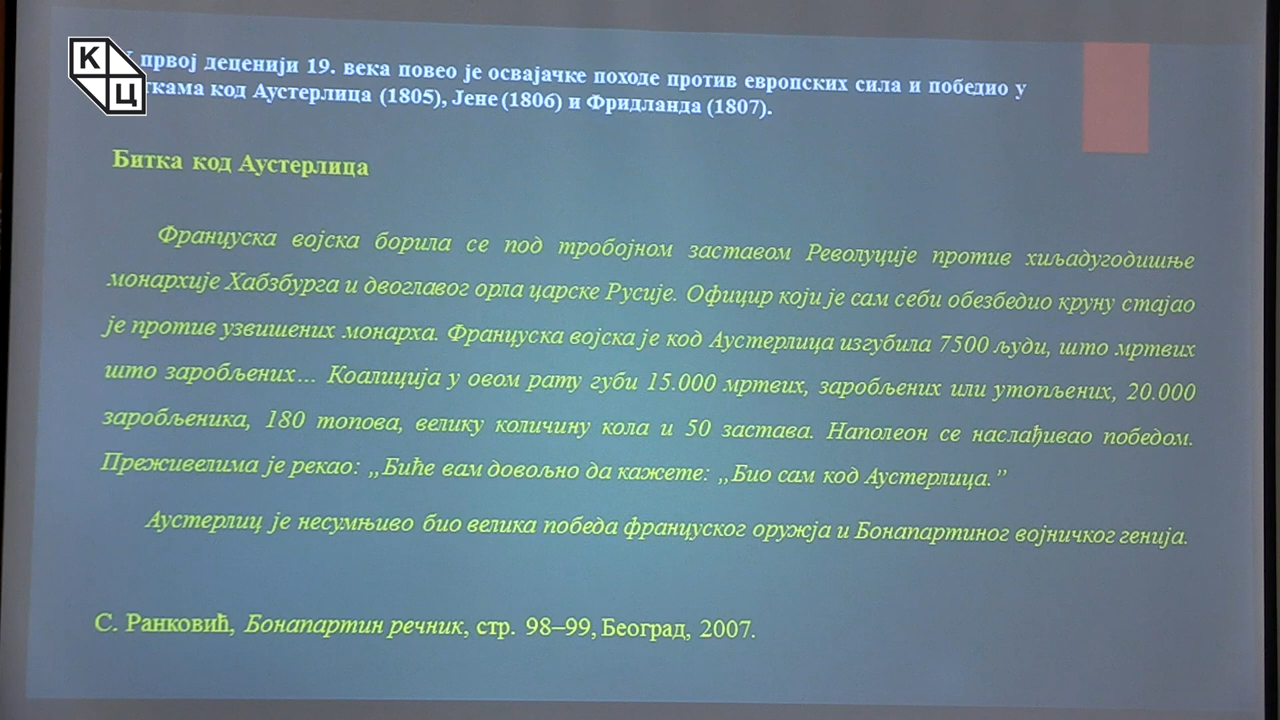 КЦ
првој деценији 19. века повео је освајачке походе против европских сила и победио у
код Аустерлица (1805), Јене (1806) и Фридланда (1807).
Битка код Аустерлица
Француска војска борила се под тробојном заставом Револуције против хиљадугодишње
монархије Хабзбурга и двоглавог орла царске Русије. Официр који је сам себи обезбедио круну стајао
је против узвишених монарха. Француска војска је код Аустерлица изгубила 7500 људи, што мртвих
што заробљених... Коалиција у овом рату губи 15.000 мртвих, заробљених или утопљених, 20.000
заробљеника, 180 топова, велику количину кола и 50 застава. Наполеон се наслађивао победом.
Преживелима је рекао: ,,Биће вам довољно да кажете: ,,Био сам код Аустерлица.”
Аустерлиц је несумњиво био велика победа француског оружја и Бонапартиног војничког генија.
С. Ранковић, Бонапартин речник, стр. 98–99, Београд, 2007.